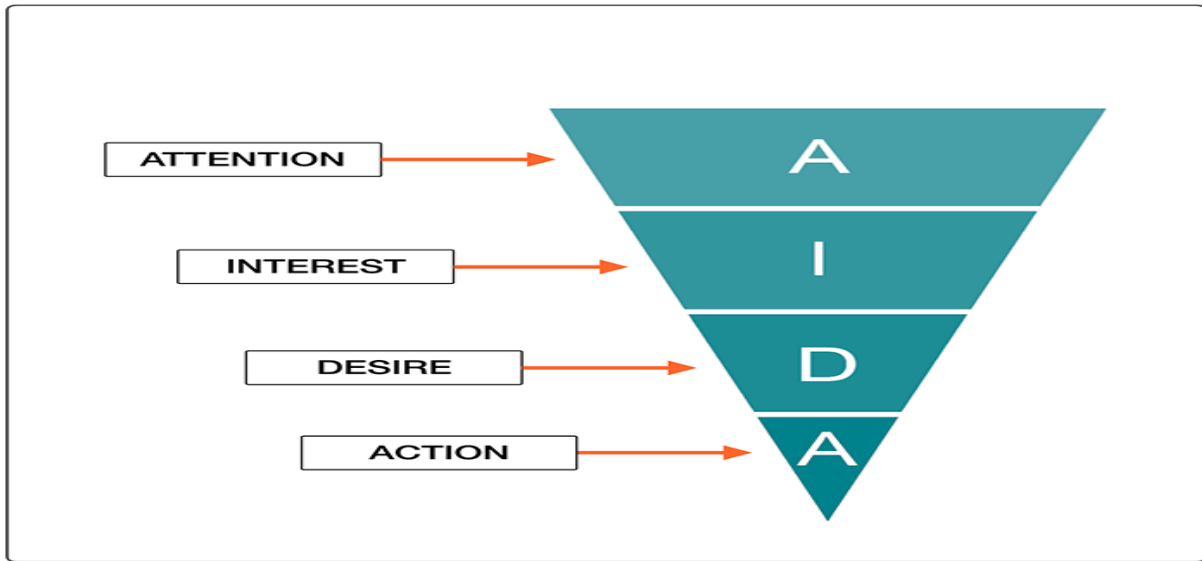 ATTENTION
A
INTEREST
I
DESIRE
D
ACTION
A